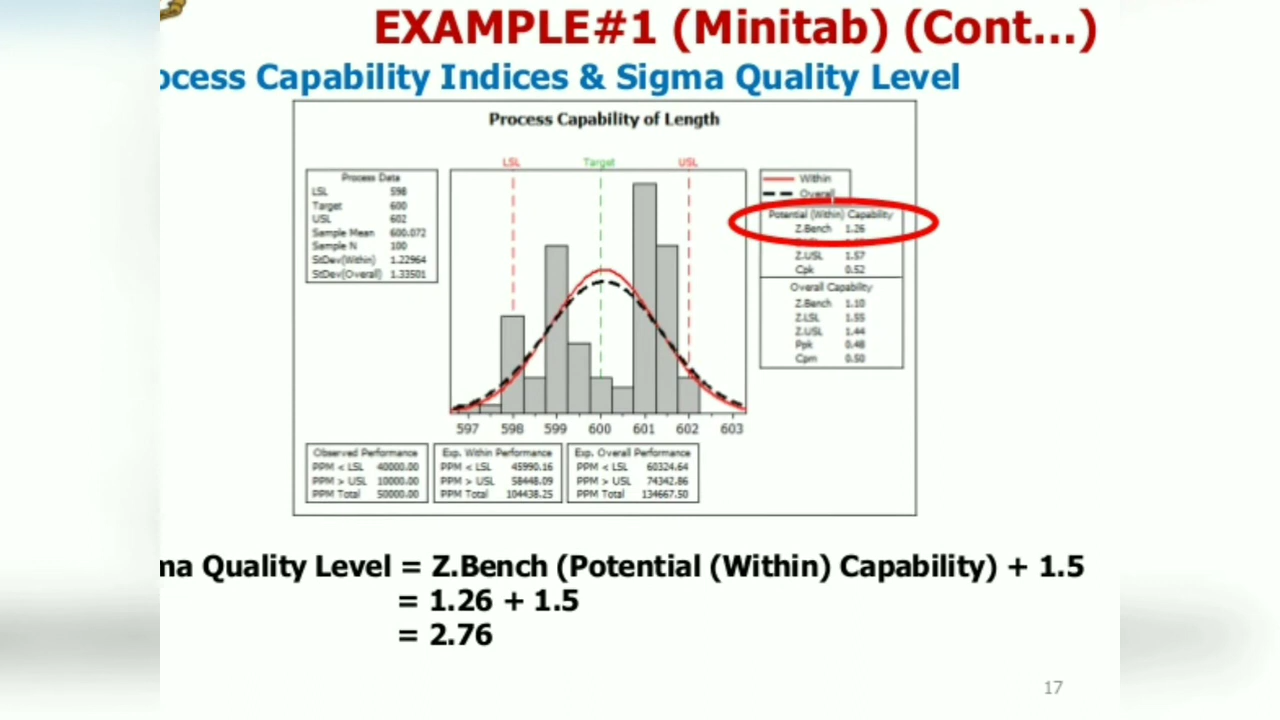 EXAMPLE#1 (Minitab) (Cont...)
ocess Capability Indices & Sigma Quality Level
Process Capability of Length
LSL Target USL
Process Data
LSL 598
Target 600
USL 602
Sample Mean 600.072
Sample N 100
StDev(Within) 1.22964
StDev(Overall) 1.33501
Within
Overall
Potential (Within) Capability
Z.Bench 1.26
Z.USL 1.57
Cpk 0.52
Overall Capability
Z.Bench 1.10
Z.LSL 1.55
Z.USL 1.44
Ppk 0.48
Cpm 0.50
597 598 599 600 601 602 603
Observed Performance
PPM < LSL 40000.00
PPM > USL 10000.00
PPM Total 50000.00
Exp. Within Performance
PPM < LSL 45990.16
PPM > USL 58448.09
PPM Total 104438.25
Exp. Overall Performance
PPM < LSL 60324.64
PPM > USL 74342.86
PPM Total 134667.50
ma Quality Level = Z.Bench (Potential (Within) Capability) + 1.5
= 1.26 + 1.5
= 2.76
17